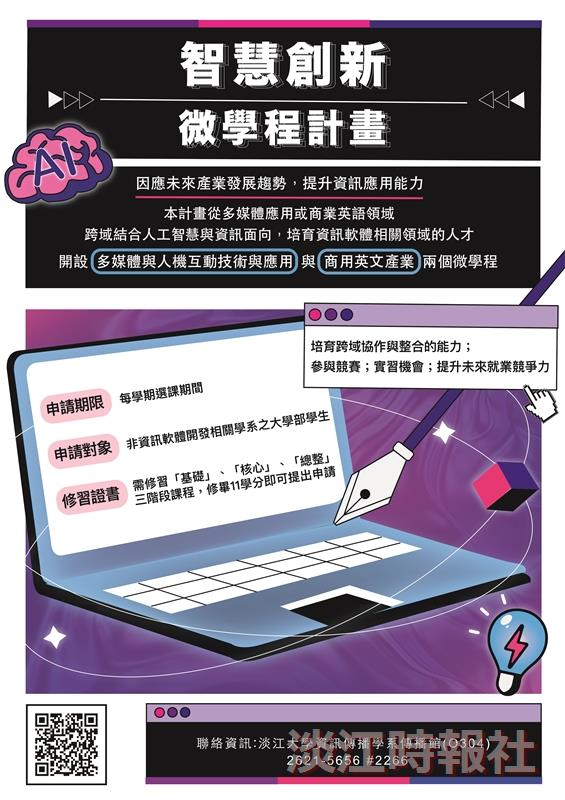 智慧創新
微學程計畫
AI
因應未來產業發展趨勢，提升資訊應用能力
本計畫從多媒體應用或商業英語領域
跨域結合人工智慧與資訊面向，培育資訊軟體相關領域的人才
開設 多媒體與人機互動技術與應用 與 商用英文產業 兩個微學程
培育跨域協作與整合的能力；
參與競賽；實習機會；提升未來就業競爭力
申請期限 每學期選課期間
申請對象 非資訊軟體開發相關學系之大學部學生
修習證書 需修習「基礎」、「核心」、「總整」
三階段課程，修畢11學分即可提出申請
聯絡資訊:淡江大學資訊傳播學系傳播館(O304)
2621-5656 #2266
淡江時報社